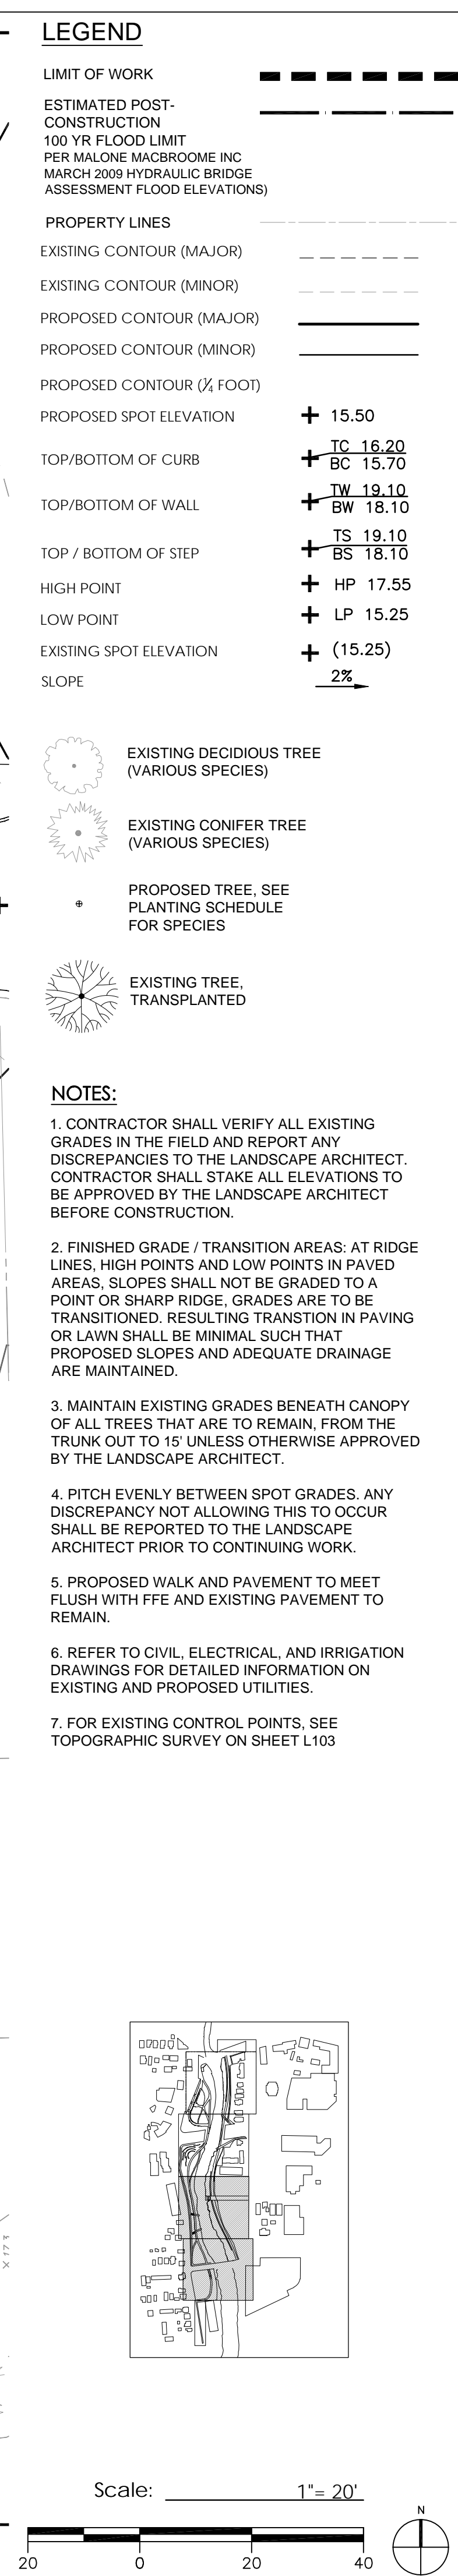 LEGEND
LIMIT OF WORK
ESTIMATED POST-
CONSTRUCTION
100 YR FLOOD LIMIT
PER MALONE MACBROOME INC
MARCH 2009 HYDRAULIC BRIDGE
ASSESSMENT FLOOD ELEVATIONS)
PROPERTY LINES
EXISTING CONTOUR (MAJOR)
EXISTING CONTOUR (MINOR)
PROPOSED CONTOUR (MAJOR)
PROPOSED CONTOUR (MINOR)
PROPOSED CONTOUR (1/4 FOOT)
PROPOSED SPOT ELEVATION 15.50
TOP/BOTTOM OF CURB TC 16.20
BC 15.70
TOP/BOTTOM OF WALL TW 19.10
BW 18.10
TOP / BOTTOM OF STEP TS 19.10
BS 18.10
HIGH POINT HP 17.55
LOW POINT LP 15.25
EXISTING SPOT ELEVATION (15.25)
SLOPE 2%
EXISTING DECIDIOUS TREE
(VARIOUS SPECIES)
EXISTING CONIFER TREE
(VARIOUS SPECIES)
PROPOSED TREE, SEE
PLANTING SCHEDULE
FOR SPECIES
EXISTING TREE,
TRANSPLANTED
NOTES:
1. CONTRACTOR SHALL VERIFY ALL EXISTING
GRADES IN THE FIELD AND REPORT ANY
DISCREPANCIES TO THE LANDSCAPE ARCHITECT.
CONTRACTOR SHALL STAKE ALL ELEVATIONS TO
BE APPROVED BY THE LANDSCAPE ARCHITECT
BEFORE CONSTRUCTION.
2. FINISHED GRADE / TRANSITION AREAS: AT RIDGE
LINES, HIGH POINTS AND LOW POINTS IN PAVED
AREAS, SLOPES SHALL NOT BE GRADED TO A
POINT OR SHARP RIDGE, GRADES ARE TO BE
TRANSITIONED. RESULTING TRANSTION IN PAVING
OR LAWN SHALL BE MINIMAL SUCH THAT
PROPOSED SLOPES AND ADEQUATE DRAINAGE
ARE MAINTAINED.
3. MAINTAIN EXISTING GRADES BENEATH CANOPY
OF ALL TREES THAT ARE TO REMAIN, FROM THE
TRUNK OUT TO 15' UNLESS OTHERWISE APPROVED
BY THE LANDSCAPE ARCHITECT.
4. PITCH EVENLY BETWEEN SPOT GRADES. ANY
DISCREPANCY NOT ALLOWING THIS TO OCCUR
SHALL BE REPORTED TO THE LANDSCAPE
ARCHITECT PRIOR TO CONTINUING WORK.
5. PROPOSED WALK AND PAVEMENT TO MEET
FLUSH WITH FFE AND EXISTING PAVEMENT TO
REMAIN.
6. REFER TO CIVIL, ELECTRICAL, AND IRRIGATION
DRAWINGS FOR DETAILED INFORMATION ON
EXISTING AND PROPOSED UTILITIES.
7. FOR EXISTING CONTROL POINTS, SEE
TOPOGRAPHIC SURVEY ON SHEET L103
Scale: 1"= 20'
N
20 0 20 40